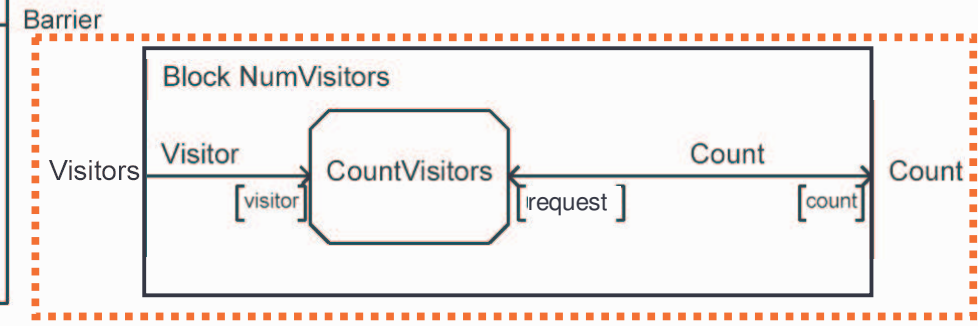 Barrier
Block NumVisitors
Visitors
Visitor
[visitor]
CountVisitors
[request]
Count
[count]
Count